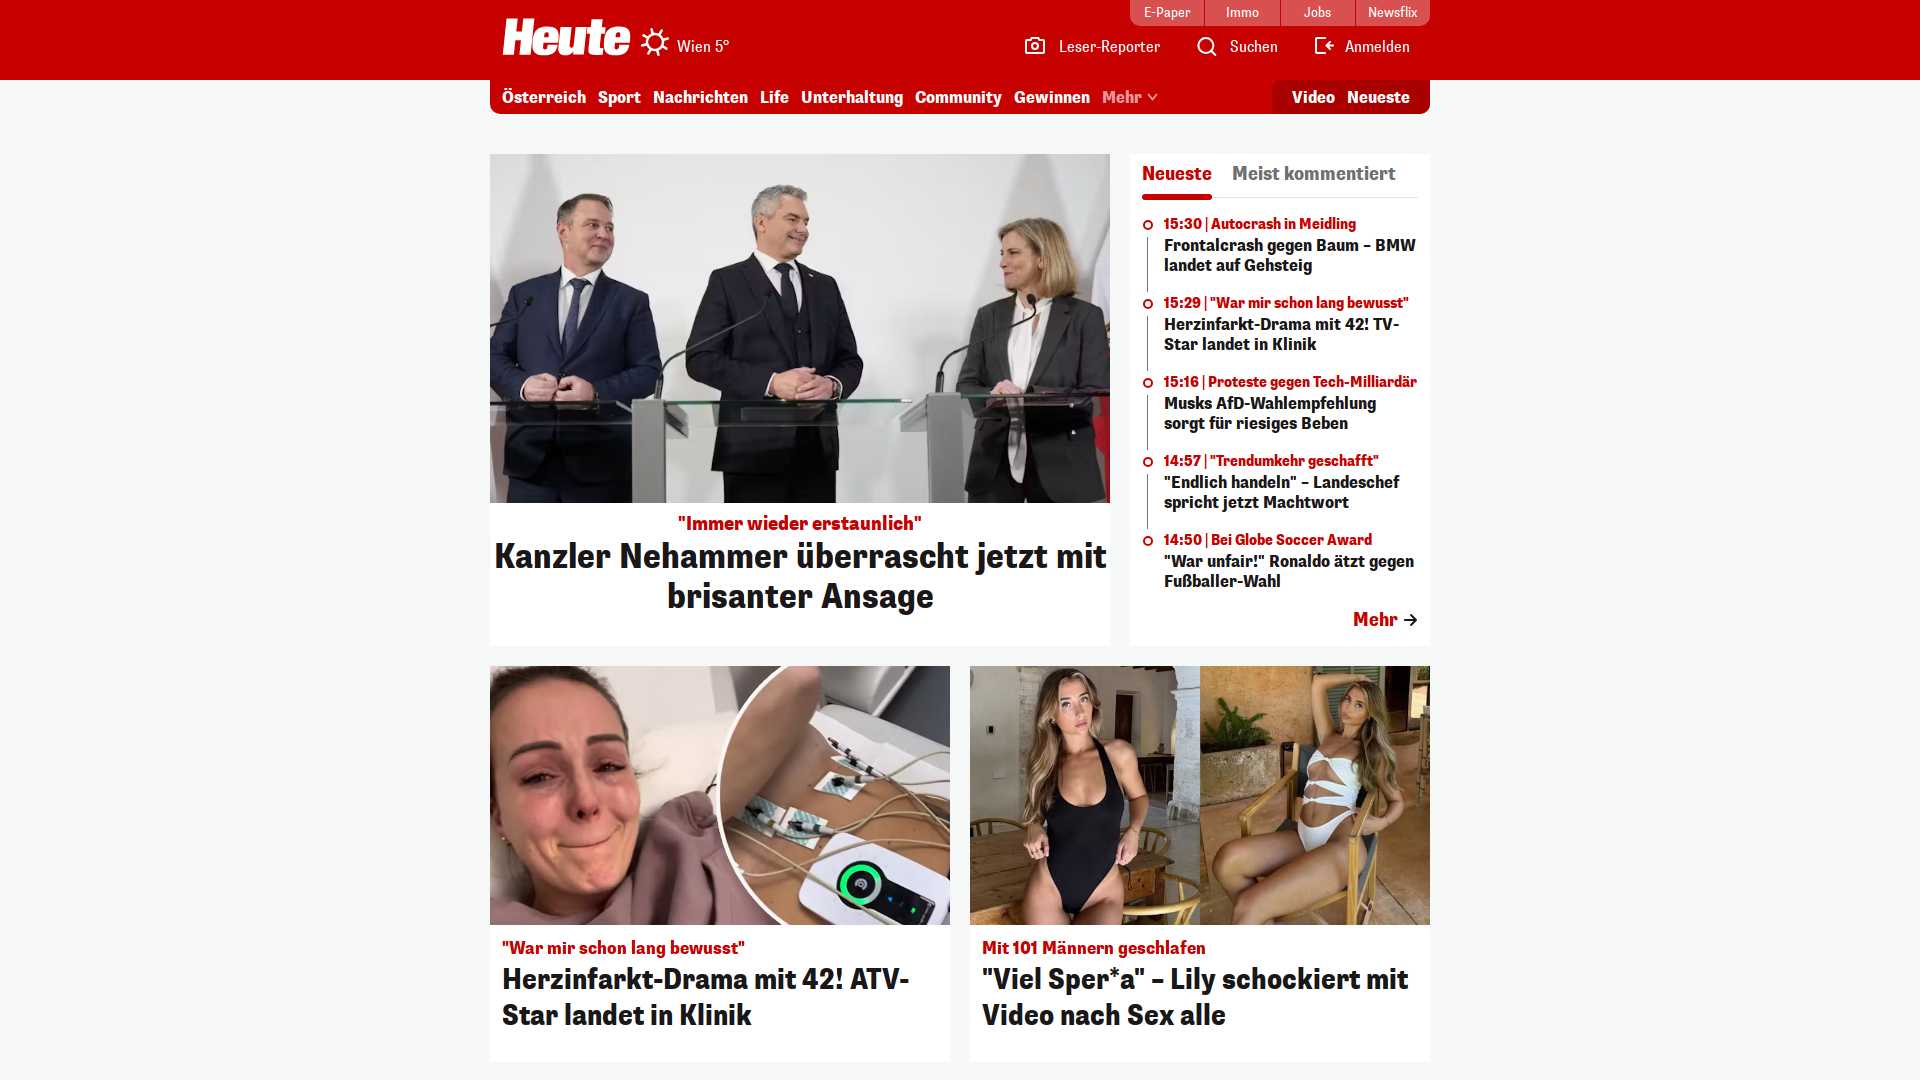 E-Paper
Immo
Jobs
Newsflix
Heute
Wien 5°
Leser-Reporter
Suchen
Anmelden
Österreich
Sport
Nachrichten
Life
Unterhaltung
Community
Gewinnen
Mehr
Video
Neueste
"Immer wieder erstaunlich"
Kanzler Nehammer überrascht jetzt mit
brisanter Ansage
Neueste
Meist kommentiert
15:30 | Autocrash in Meidling
Frontalcrash gegen Baum – BMW
landet auf Gehsteig
15:29 | "War mir schon lang bewusst"
Herzinfarkt-Drama mit 42! TV-
Star landet in Klinik
15:16 | Proteste gegen Tech-Milliardär
Musks AfD-Wahlempfehlung
sorgt für riesiges Beben
14:57 | "Trendumkehr geschafft"
"Endlich handeln" – Landeschef
spricht jetzt Machtwort
14:50 | Bei Globe Soccer Award
"War unfair!" Ronaldo ätzt gegen
Fußballer-Wahl
Mehr
"War mir schon lang bewusst"
Herzinfarkt-Drama mit 42! ATV-
Star landet in Klinik
Mit 101 Männern geschlafen
"Viel Sper*a" – Lily schockiert mit
Video nach Sex alle